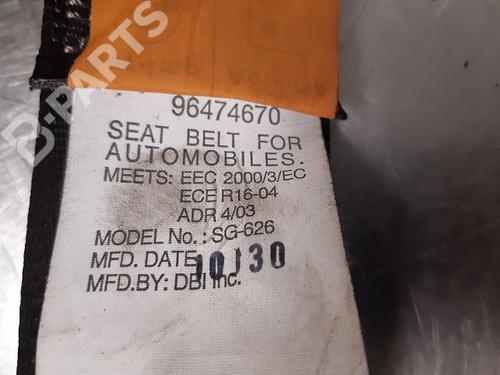 B-PARTS
96474670
SEAT BELT FOR
AUTOMOBILES.
MEETS: EEC 2000/3/EC
ECE R16-04
ADR 4/03
MODEL No.: SG-626
MFD. DATE 10J30
MFD.BY: DBI Inc.